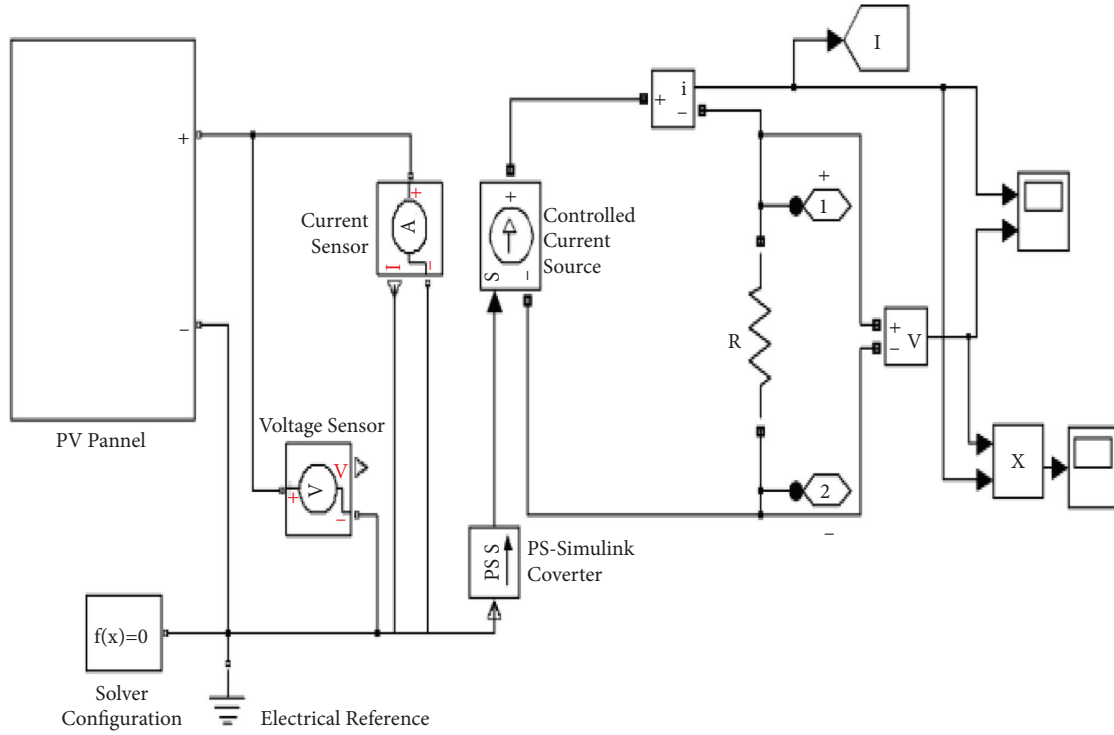 I
i
+
−
+
+
Current
Sensor
A
I
−
+
S
−
Controlled
Current
Source
+
1
R
+
−
V
−
PV Pannel
Voltage Sensor
V
V
+
−
X
2
−
PS S
PS-Simulink
Coverter
f(x)=0
Solver
Configuration
Electrical Reference